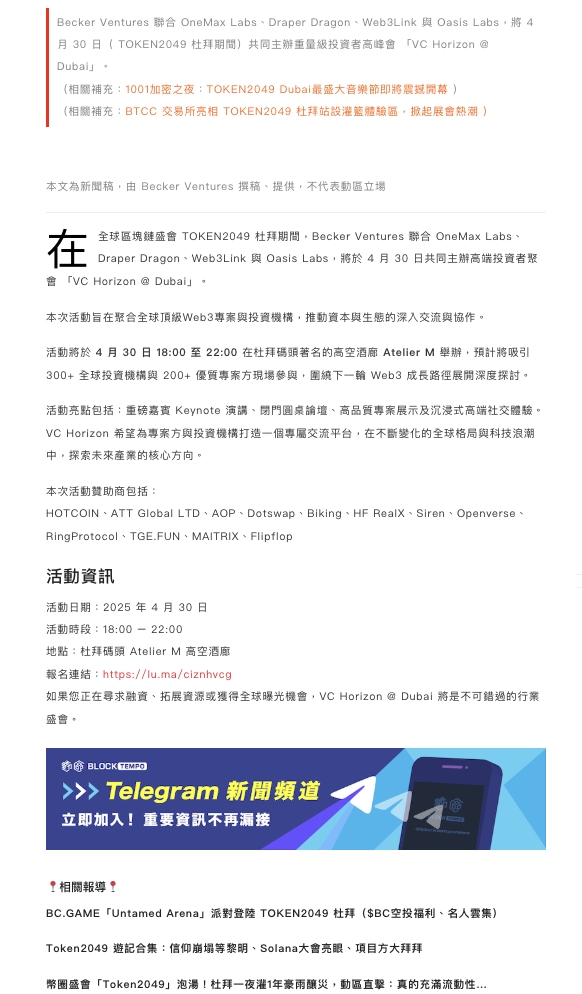 Becker Ventures 聯合 OneMax Labs、Draper Dragon、Web3Link 與 Oasis Labs，將 4
月 30 日（ TOKEN2049 杜拜期間）共同主辦重量級投資者高峰會 「VC Horizon @
Dubai」 。
（相關補充：1001加密之夜：TOKEN2049 Dubai最盛大音樂節即將震撼開幕 ）
（相關補充：BTCC 交易所亮相 TOKEN2049 杜拜站設灌籃體驗區，掀起展會熱潮 ）
本文為新聞稿，由 Becker Ventures 撰稿、提供，不代表動區立場
在 全球區塊鏈盛會 TOKEN2049 杜拜期間，Becker Ventures 聯合 OneMax Labs、
Draper Dragon、Web3Link 與 Oasis Labs，將於 4 月 30 日共同主辦高端投資者聚
會 「VC Horizon @ Dubai」 。
本次活動旨在聚合全球頂級Web3專案與投資機構，推動資本與生態的深入交流與協作。
活動將於 4 月 30 日 18:00 至 22:00 在杜拜碼頭著名的高空酒廊 Atelier M 舉辦，預計將吸引
300+ 全球投資機構與 200+ 優質專案方現場參與，圍繞下一輪 Web3 成長路徑展開深度探討。
活動亮點包括：重磅嘉賓 Keynote 演講、閉門圓桌論壇、高品質專案展示及沉浸式高端社交體驗。
VC Horizon 希望為專案方與投資機構打造一個專屬交流平台，在不斷變化的全球格局與科技浪潮
中，探索未來產業的核心方向。
本次活動贊助商包括：
HOTCOIN、ATT Global LTD、AOP、Dotswap、Biking、HF RealX、Siren、Openverse、
RingProtocol、TGE.FUN、MAITRIX、Flipflop
活動資訊
活動日期：2025 年 4 月 30 日
活動時段：18:00 – 22:00
地點：杜拜碼頭 Atelier M 高空酒廊
報名連結：https://lu.ma/ciznhvcg
如果您正在尋求融資、拓展資源或獲得全球曝光機會，VC Horizon @ Dubai 將是不可錯過的行業
盛會。
動區 BLOCKTEMPO
Telegram 新聞頻道
立即加入！重要資訊不再漏接
📍相關報導📍
BC.GAME「Untamed Arena」派對登陸 TOKEN2049 杜拜（$BC空投福利、名人雲集）
Token2049 遊記合集：信仰崩塌等黎明、Solana大會亮眼、項目方大拜拜
幣圈盛會「Token2049」泡湯！杜拜一夜灌1年豪雨釀災，動區直擊：真的充滿流動性…